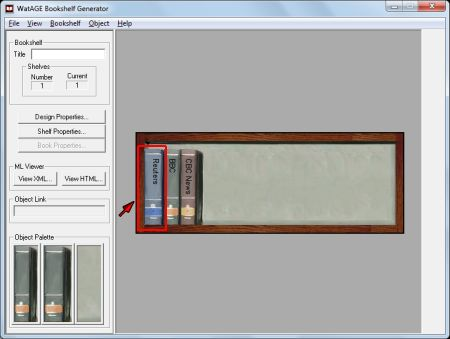 WatAGE Bookshelf Generator
File View Bookshelf Object Help
Bookshelf
Title
Shelves
Number Current
1 1
Design Properties...
Shelf Properties...
Book Properties...
ML Viewer
View XML... View HTML...
Object Link
Object Palette
Reuters
BBC
CBC News